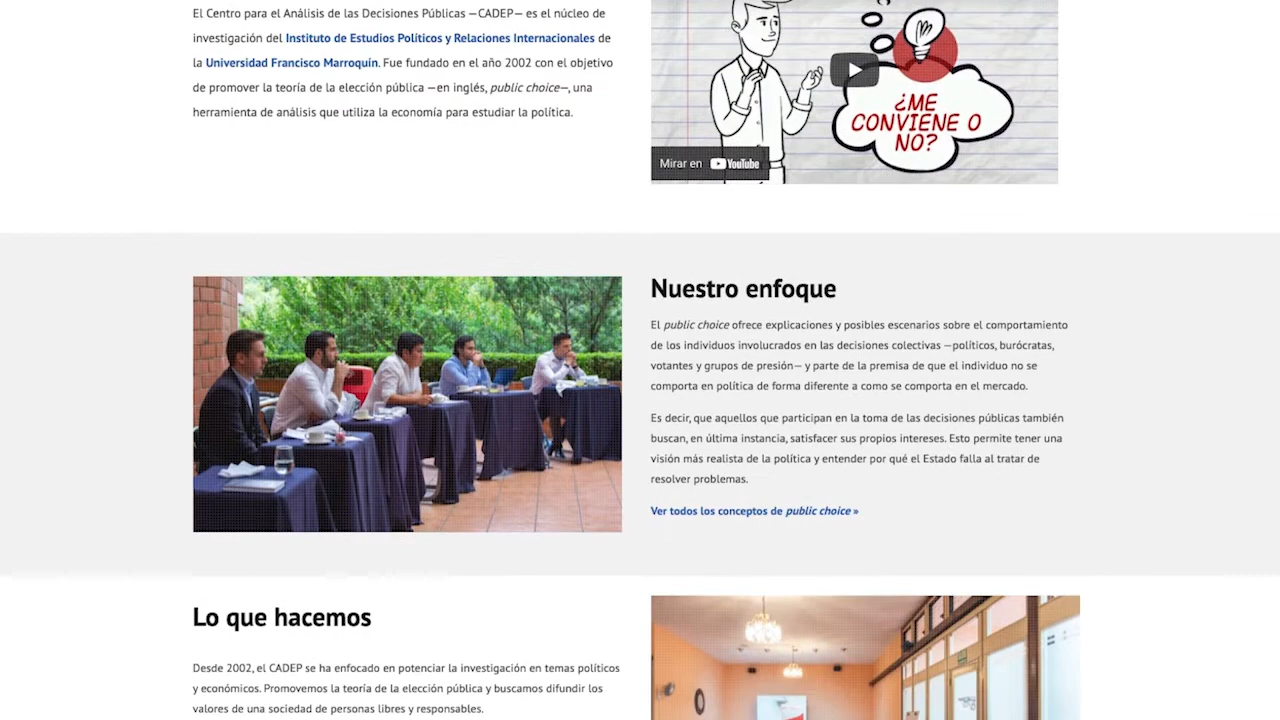 El Centro para el Análisis de las Decisiones Públicas —CADEP— es el núcleo de
investigación del Instituto de Estudios Políticos y Relaciones Internacionales de
la Universidad Francisco Marroquín. Fue fundado en el año 2002 con el objetivo
de promover la teoría de la elección pública —en inglés, public choice—, una
herramienta de análisis que utiliza la economía para estudiar la política.
¿ME
CONVIENE O
NO?
Mirar en YouTube
Nuestro enfoque
El public choice ofrece explicaciones y posibles escenarios sobre el comportamiento
de los individuos involucrados en las decisiones colectivas —políticos, burócratas,
votantes y grupos de presión— y parte de la premisa de que el individuo no se
comporta en política de forma diferente a como se comporta en el mercado.
Es decir, que aquellos que participan en la toma de las decisiones públicas también
buscan, en última instancia, satisfacer sus propios intereses. Esto permite tener una
visión más realista de la política y entender por qué el Estado falla al tratar de
resolver problemas.
Ver todos los conceptos de public choice »
Lo que hacemos
Desde 2002, el CADEP se ha enfocado en potenciar la investigación en temas políticos
y económicos. Promovemos la teoría de la elección pública y buscamos difundir los
valores de una sociedad de personas libres y responsables.